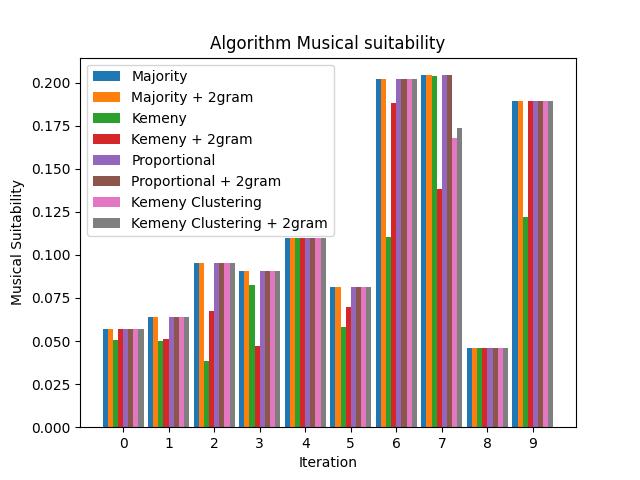 Algorithm Musical suitability
Musical Suitability
0.200
0.175
0.150
0.125
0.100
0.075
0.050
0.025
0.000
Majority
Majority + 2gram
Kemeny
Kemeny + 2gram
Proportional
Proportional + 2gram
Kemeny Clustering
Kemeny Clustering + 2gram
0 1 2 3 4 5 6 7 8 9
Iteration